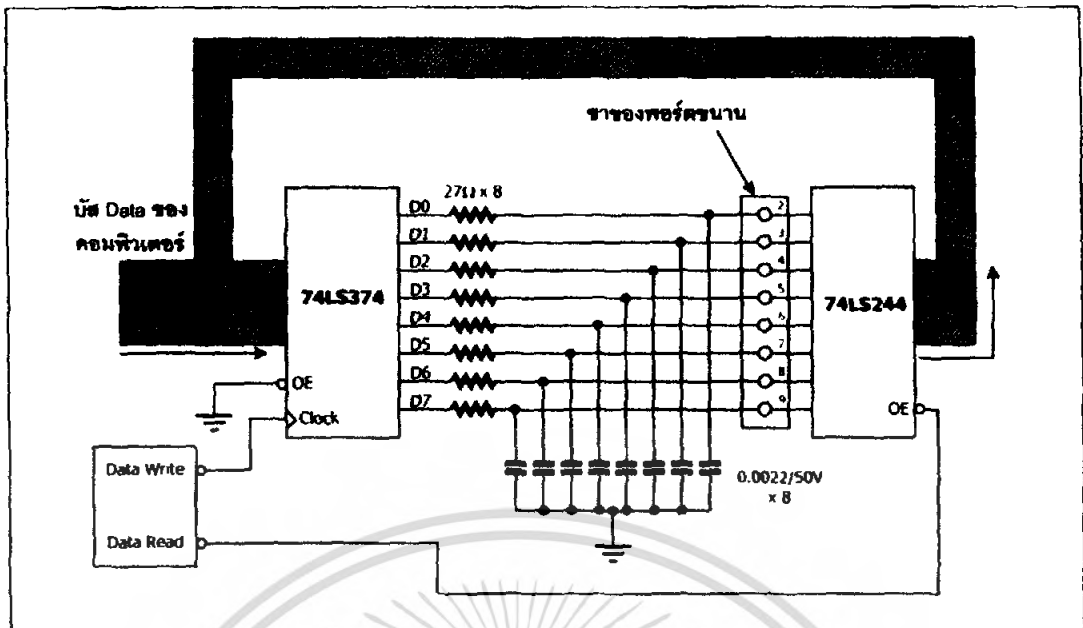 ขาของพอร์ตขนาน
บัส Data ของ
คอมพิวเตอร์
27Ω x 8
D0
D1
D2
D3
D4
D5
D6
D7
74LS374
OE
Clock
2
3
4
5
6
7
8
9
74LS244
OE
0.0022/50V
x 8
Data Write
Data Read